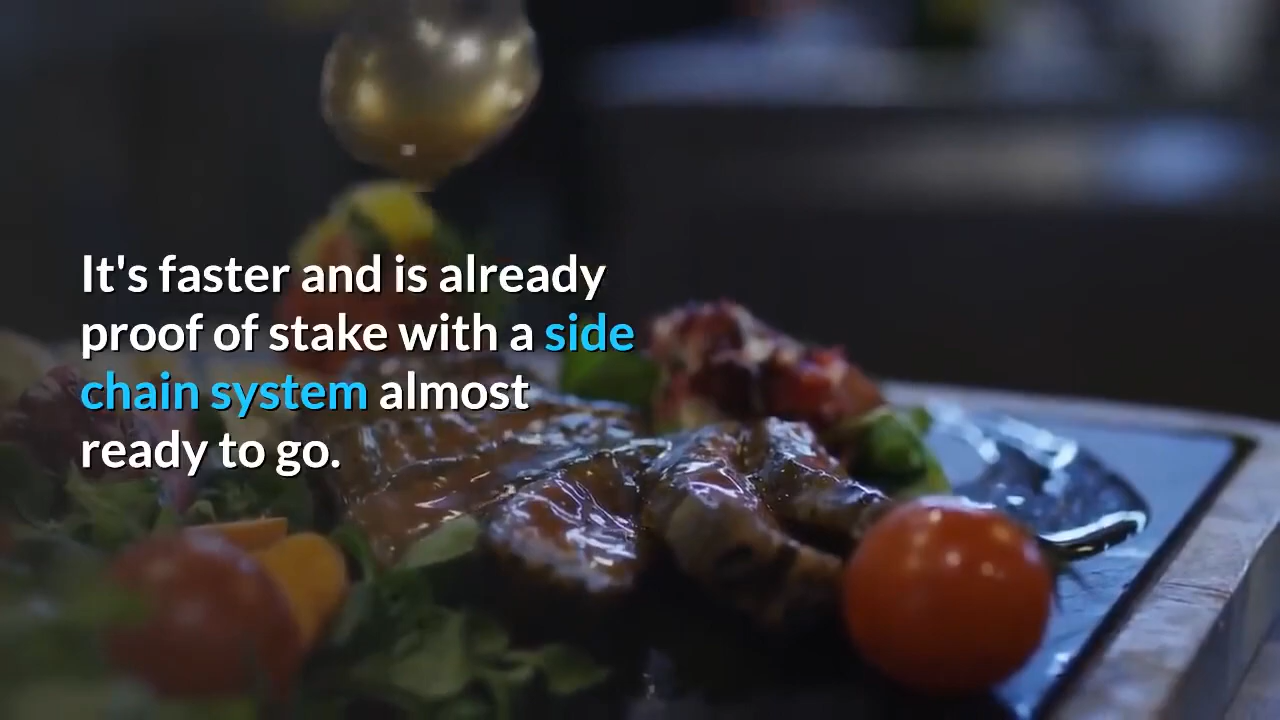 It's faster and is already
proof of stake with a side
chain system almost
ready to go.